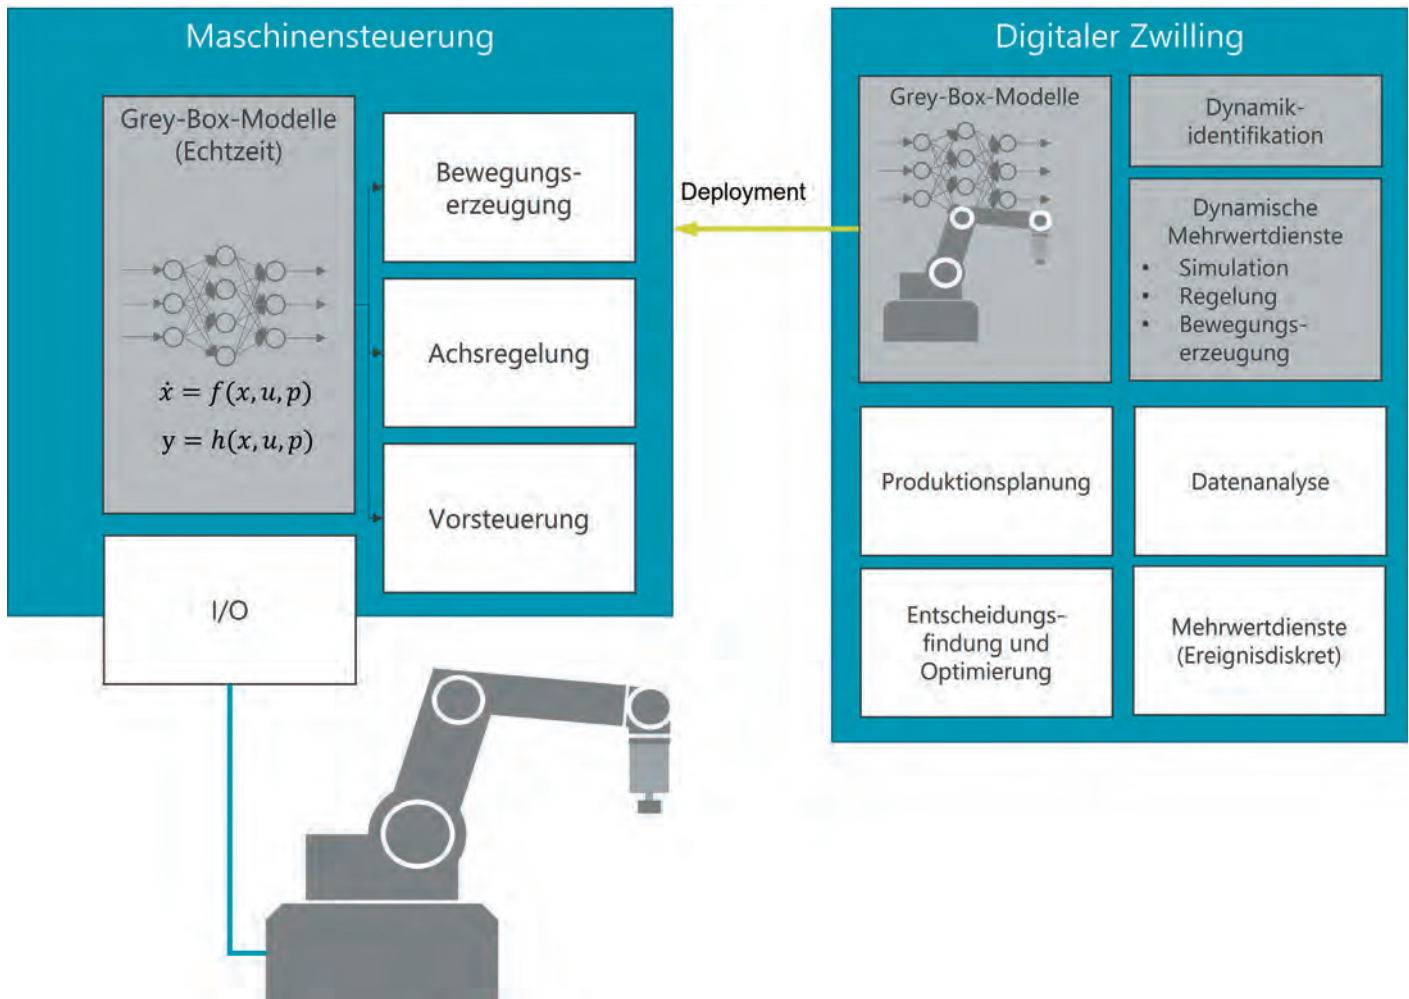 Maschinensteuerung
Grey-Box-Modelle
(Echtzeit)
ẋ = f(x, u, p)
y = h(x, u, p)
Bewegungs-
erzeugung
Achsregelung
Vorsteuerung
I/O
Deployment
Digitaler Zwilling
Grey-Box-Modelle
Dynamik-
identifikation
Dynamische
Mehrwertdienste
• Simulation
• Regelung
• Bewegungs-
erzeugung
Produktionsplanung
Datenanalyse
Entscheidungs-
findung und
Optimierung
Mehrwertdienste
(Ereignisdiskret)